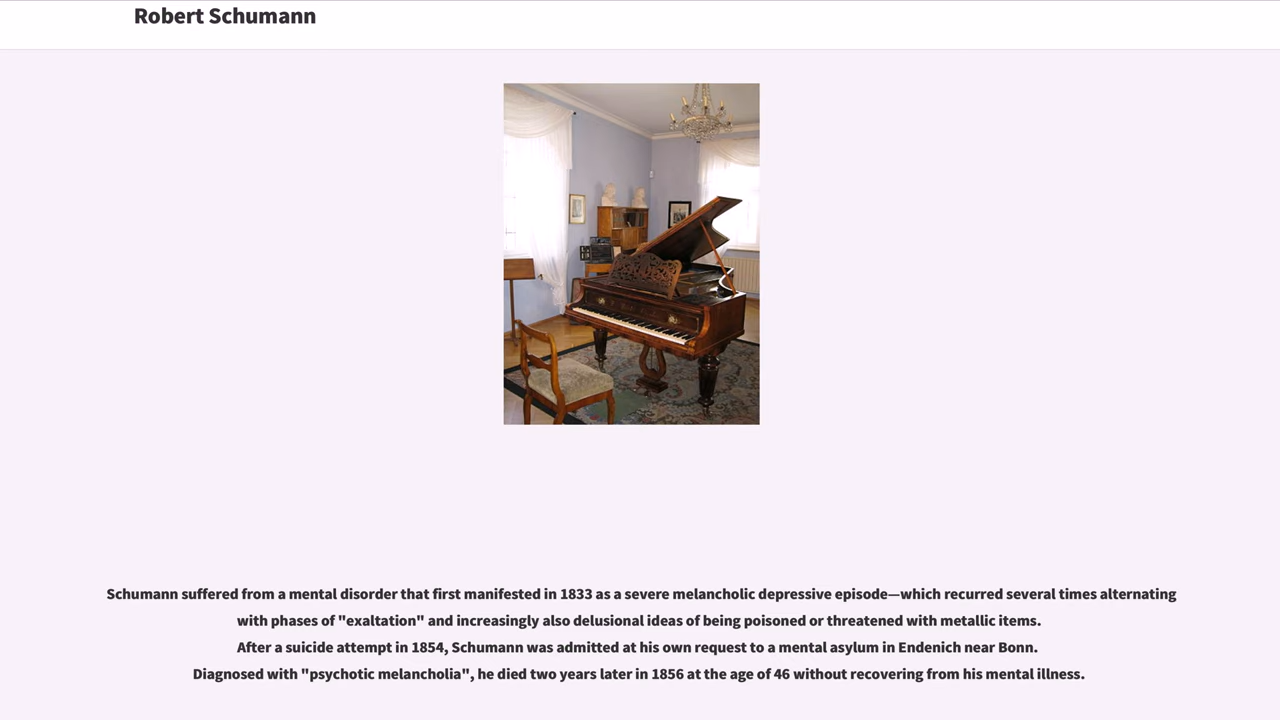 Robert Schumann
Schumann suffered from a mental disorder that first manifested in 1833 as a severe melancholic depressive episode—which recurred several times alternating
with phases of "exaltation" and increasingly also delusional ideas of being poisoned or threatened with metallic items.
After a suicide attempt in 1854, Schumann was admitted at his own request to a mental asylum in Endenich near Bonn.
Diagnosed with "psychotic melancholia", he died two years later in 1856 at the age of 46 without recovering from his mental illness.